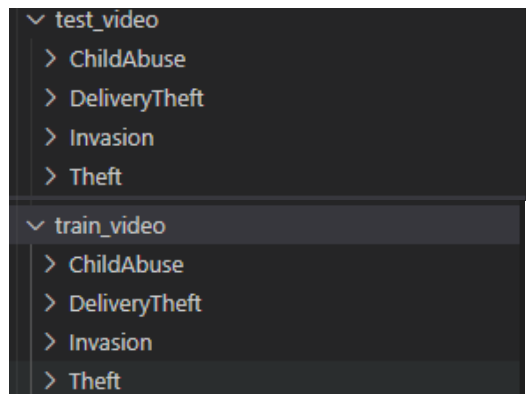 test_video
ChildAbuse
DeliveryTheft
Invasion
Theft
train_video
ChildAbuse
DeliveryTheft
Invasion
Theft